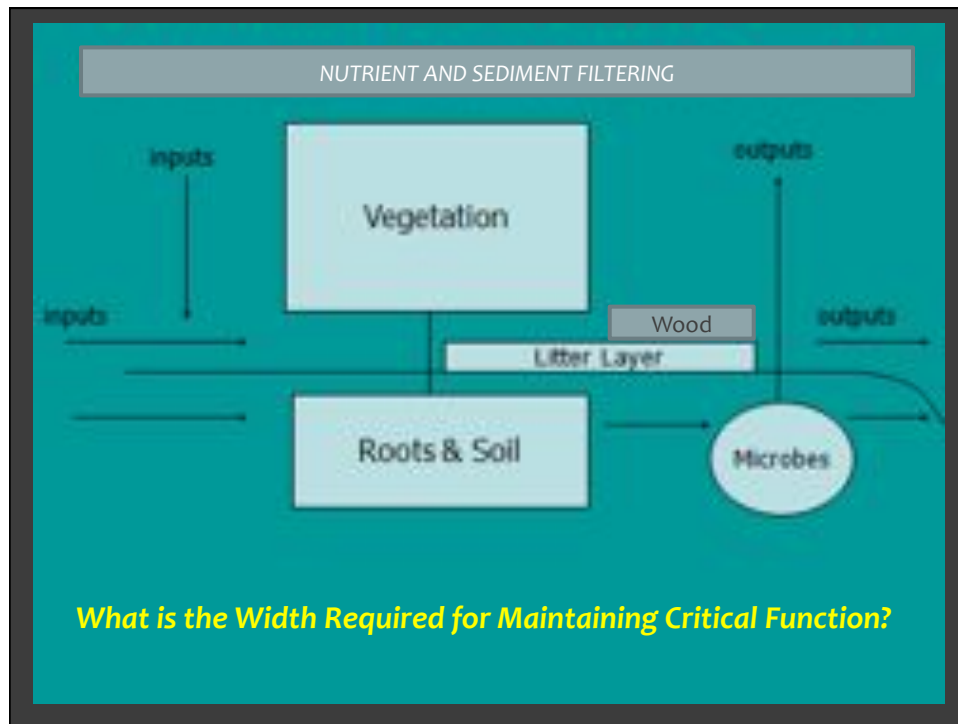 NUTRIENT AND SEDIMENT FILTERING
inputs
outputs
Vegetation
inputs
Wood
outputs
Litter Layer
Roots & Soil
Microbes
What is the Width Required for Maintaining Critical Function?